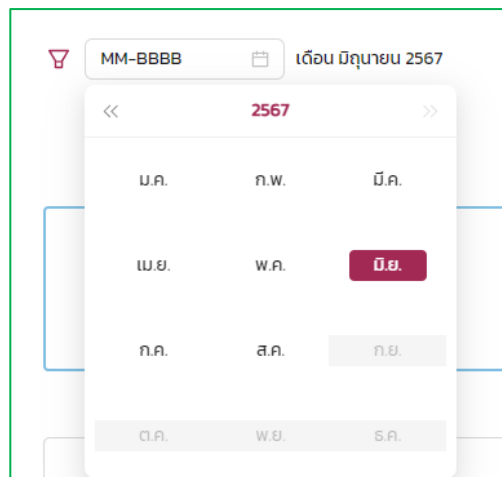 MM-BBBB เดือน มิถุนายน 2567
2567
ม.ค. ก.พ. มี.ค.
เม.ย. พ.ค. มิ.ย.
ก.ค. ส.ค. ก.ย.
ต.ค. พ.ย. ธ.ค.